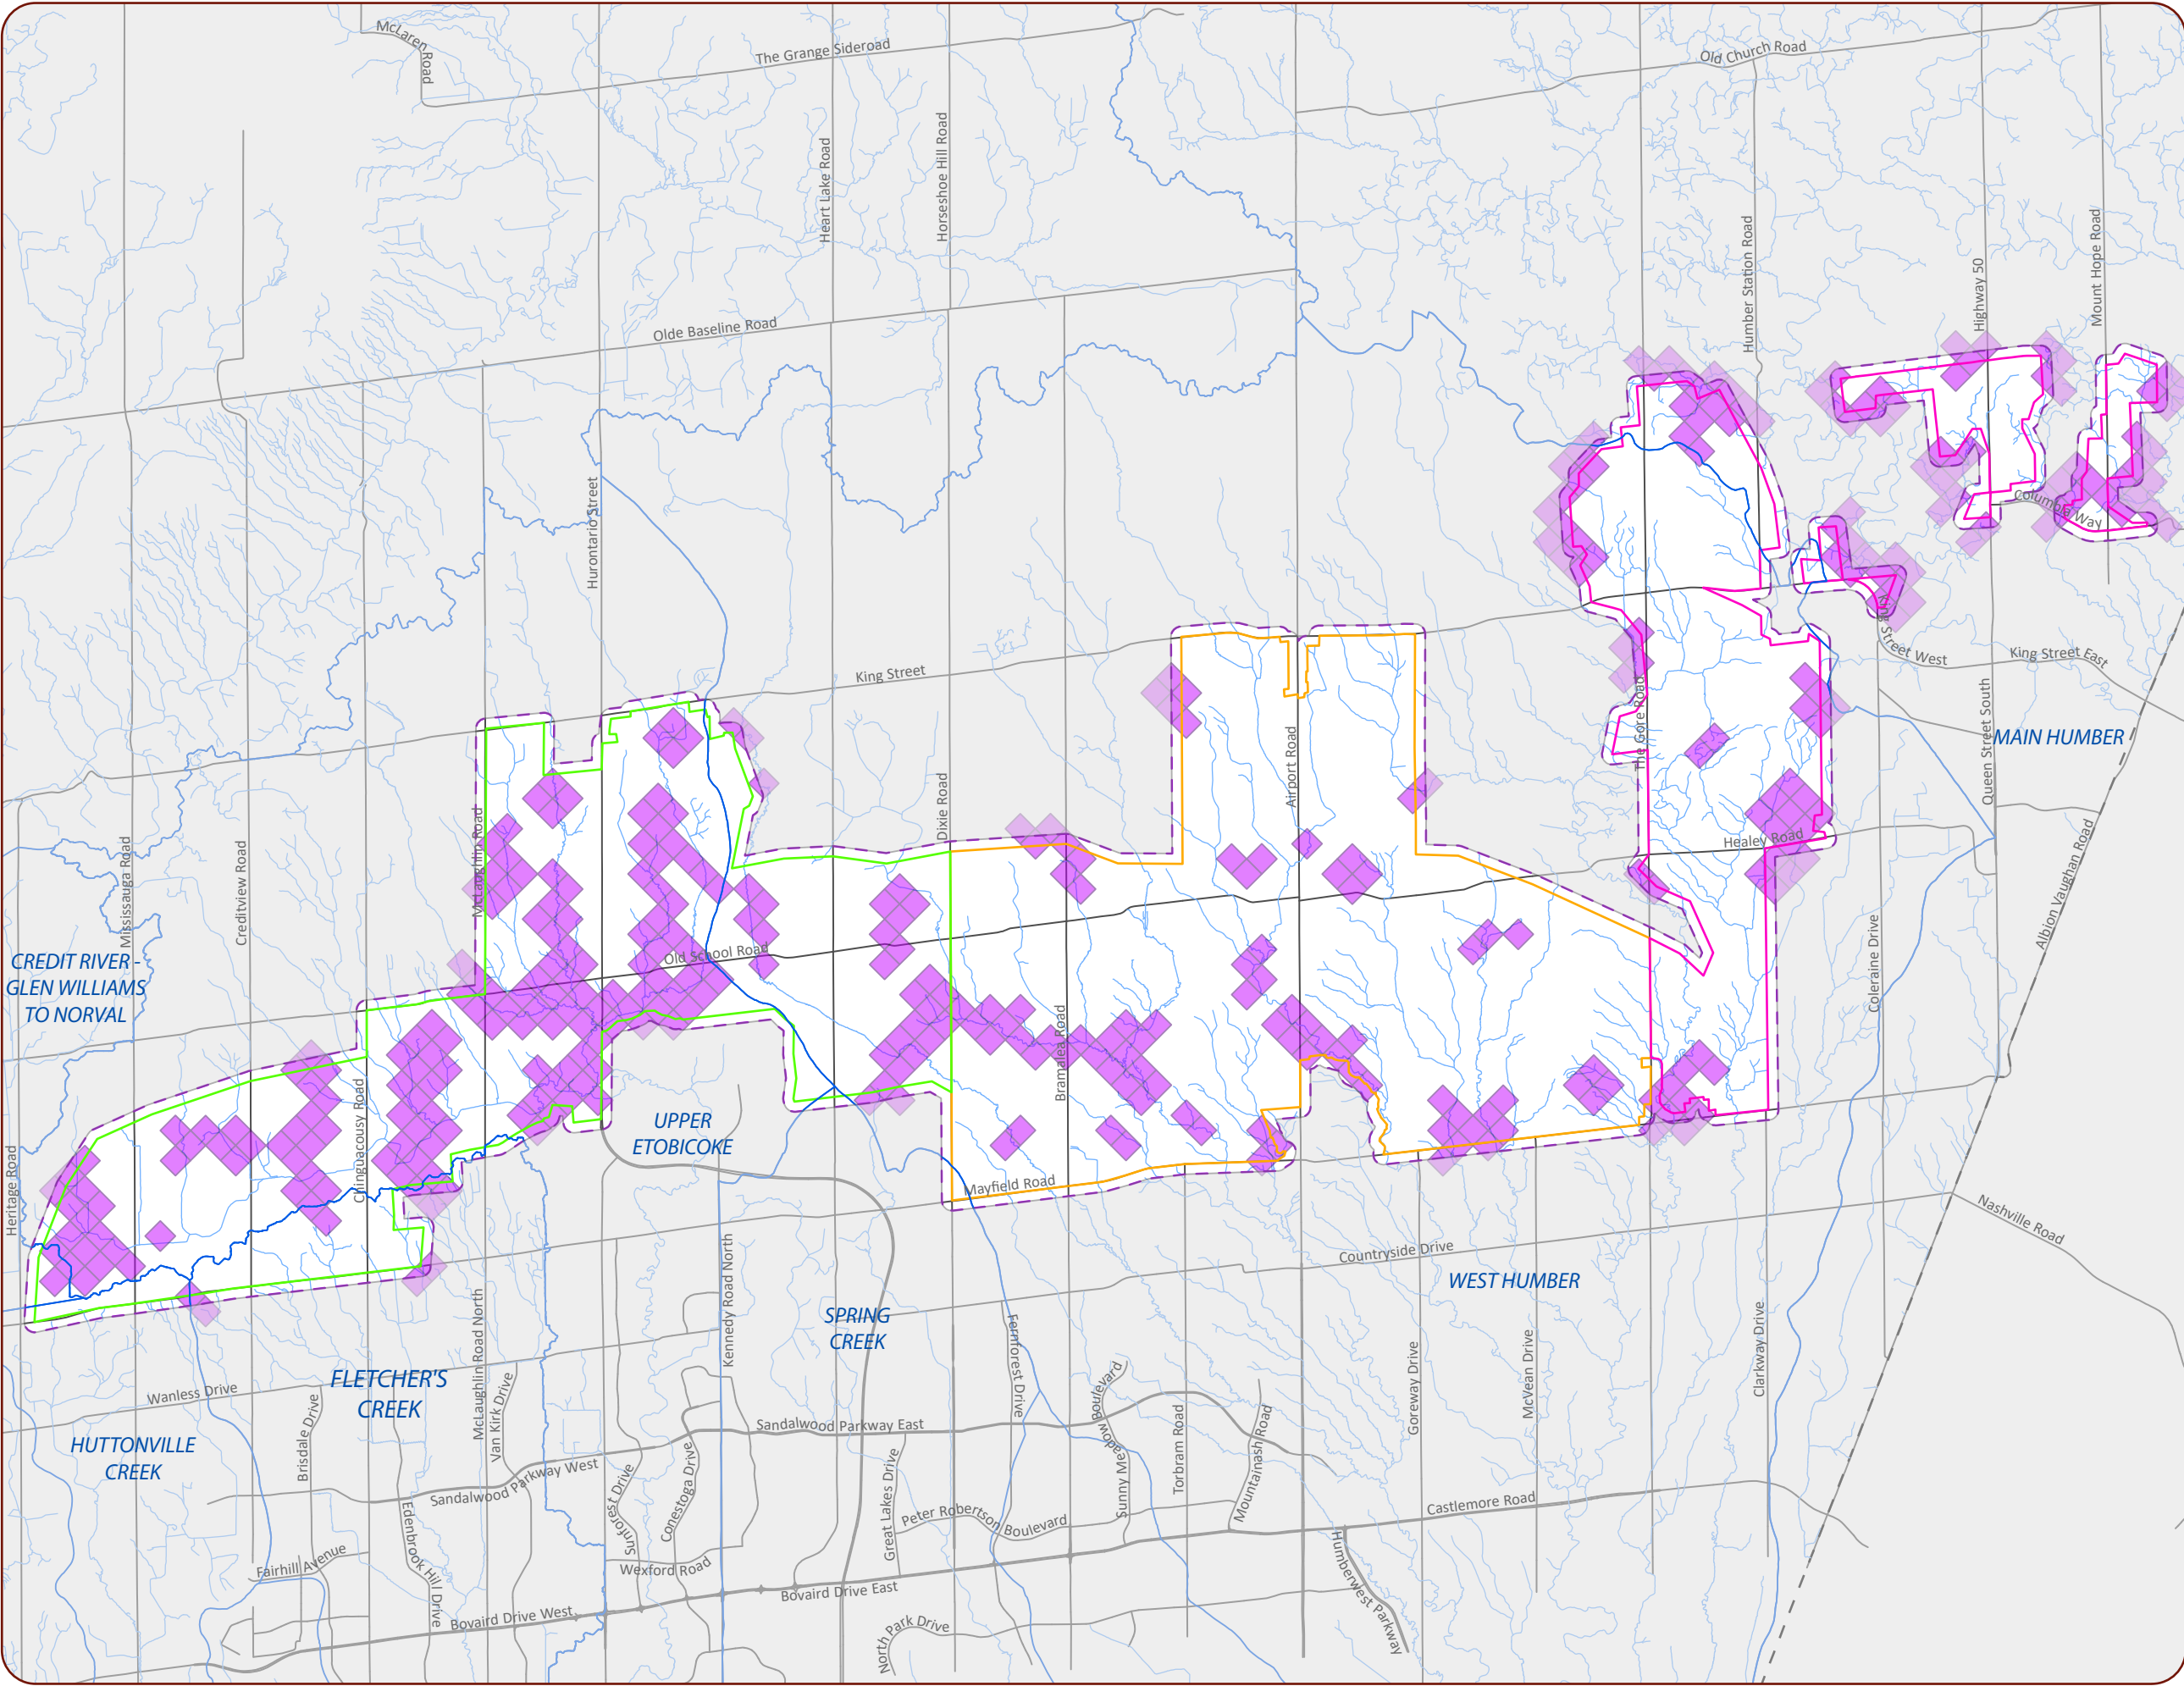 McLaren
Road
The Grange Sideroad
Old Church Road
Heart Lake Road
Horseshoe Hill Road
Humber Station Road
Highway 50
Mount Hope Road
Olde Baseline Road
Hurontario Street
Columbia Way
King Street
King Street West
King Street East
The Gore Road
Airport Road
Queen Street South
MAIN HUMBER
Dixie Road
McLaughlin Road
Mississauga Road
Creditview Road
Healey Road
Albion Vaughan Road
Coleraine Drive
Old School Road
CREDIT RIVER -
GLEN WILLIAMS
TO NORVAL
Bramalea Road
Chinguacousy Road
Heritage Road
UPPER
ETOBICOKE
Mayfield Road
Nashville Road
Countryside Drive
WEST HUMBER
Kennedy Road North
SPRING
CREEK
McLaughlin Road North
Fernforest Drive
Goreway Drive
McVean Drive
Clarkway Drive
FLETCHER'S
CREEK
Wanless Drive
Van Kirk Drive
Brisdale Drive
HUTTONVILLE
CREEK
Sandalwood Parkway East
Sandalwood Parkway West
Sunny Meadow Boulevard
Torbram Road
Mountainash Road
Sunforest Drive
Conestoga Drive
Great Lakes Drive
Peter Robertson Boulevard
Castlemore Road
Edenbrook Hill Drive
Fairhill Avenue
Wexford Road
Bovaird Drive East
Bovaird Drive West
Humberwest Parkway
North Park Drive